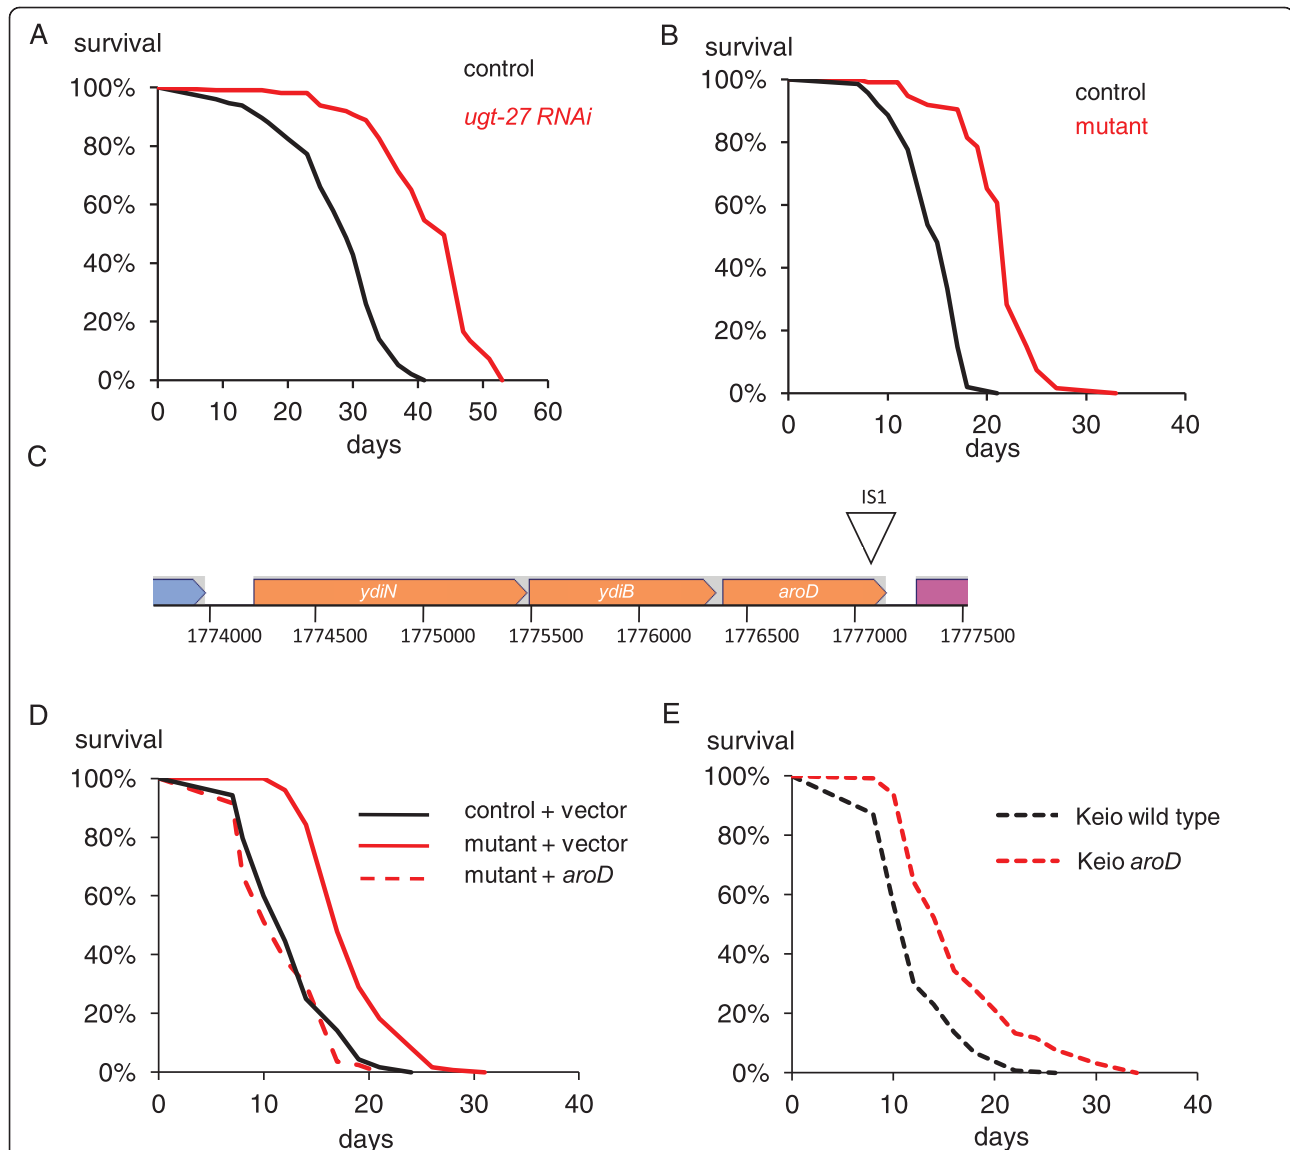 A
survival
control
ugt-27 RNAi
100%
80%
60%
40%
20%
0%
0 10 20 30 40 50 60
days
B
survival
control
mutant
100%
80%
60%
40%
20%
0%
0 10 20 30 40
days
C
IS1
ydiN ydiB aroD
1774000 1774500 1775000 1775500 1776000 1776500 1777000 1777500
D
survival
100%
80%
60%
40%
20%
0%
control + vector
mutant + vector
mutant + aroD
0 10 20 30 40
days
E
survival
100%
80%
60%
40%
20%
0%
Keio wild type
Keio aroD
0 10 20 30 40
days